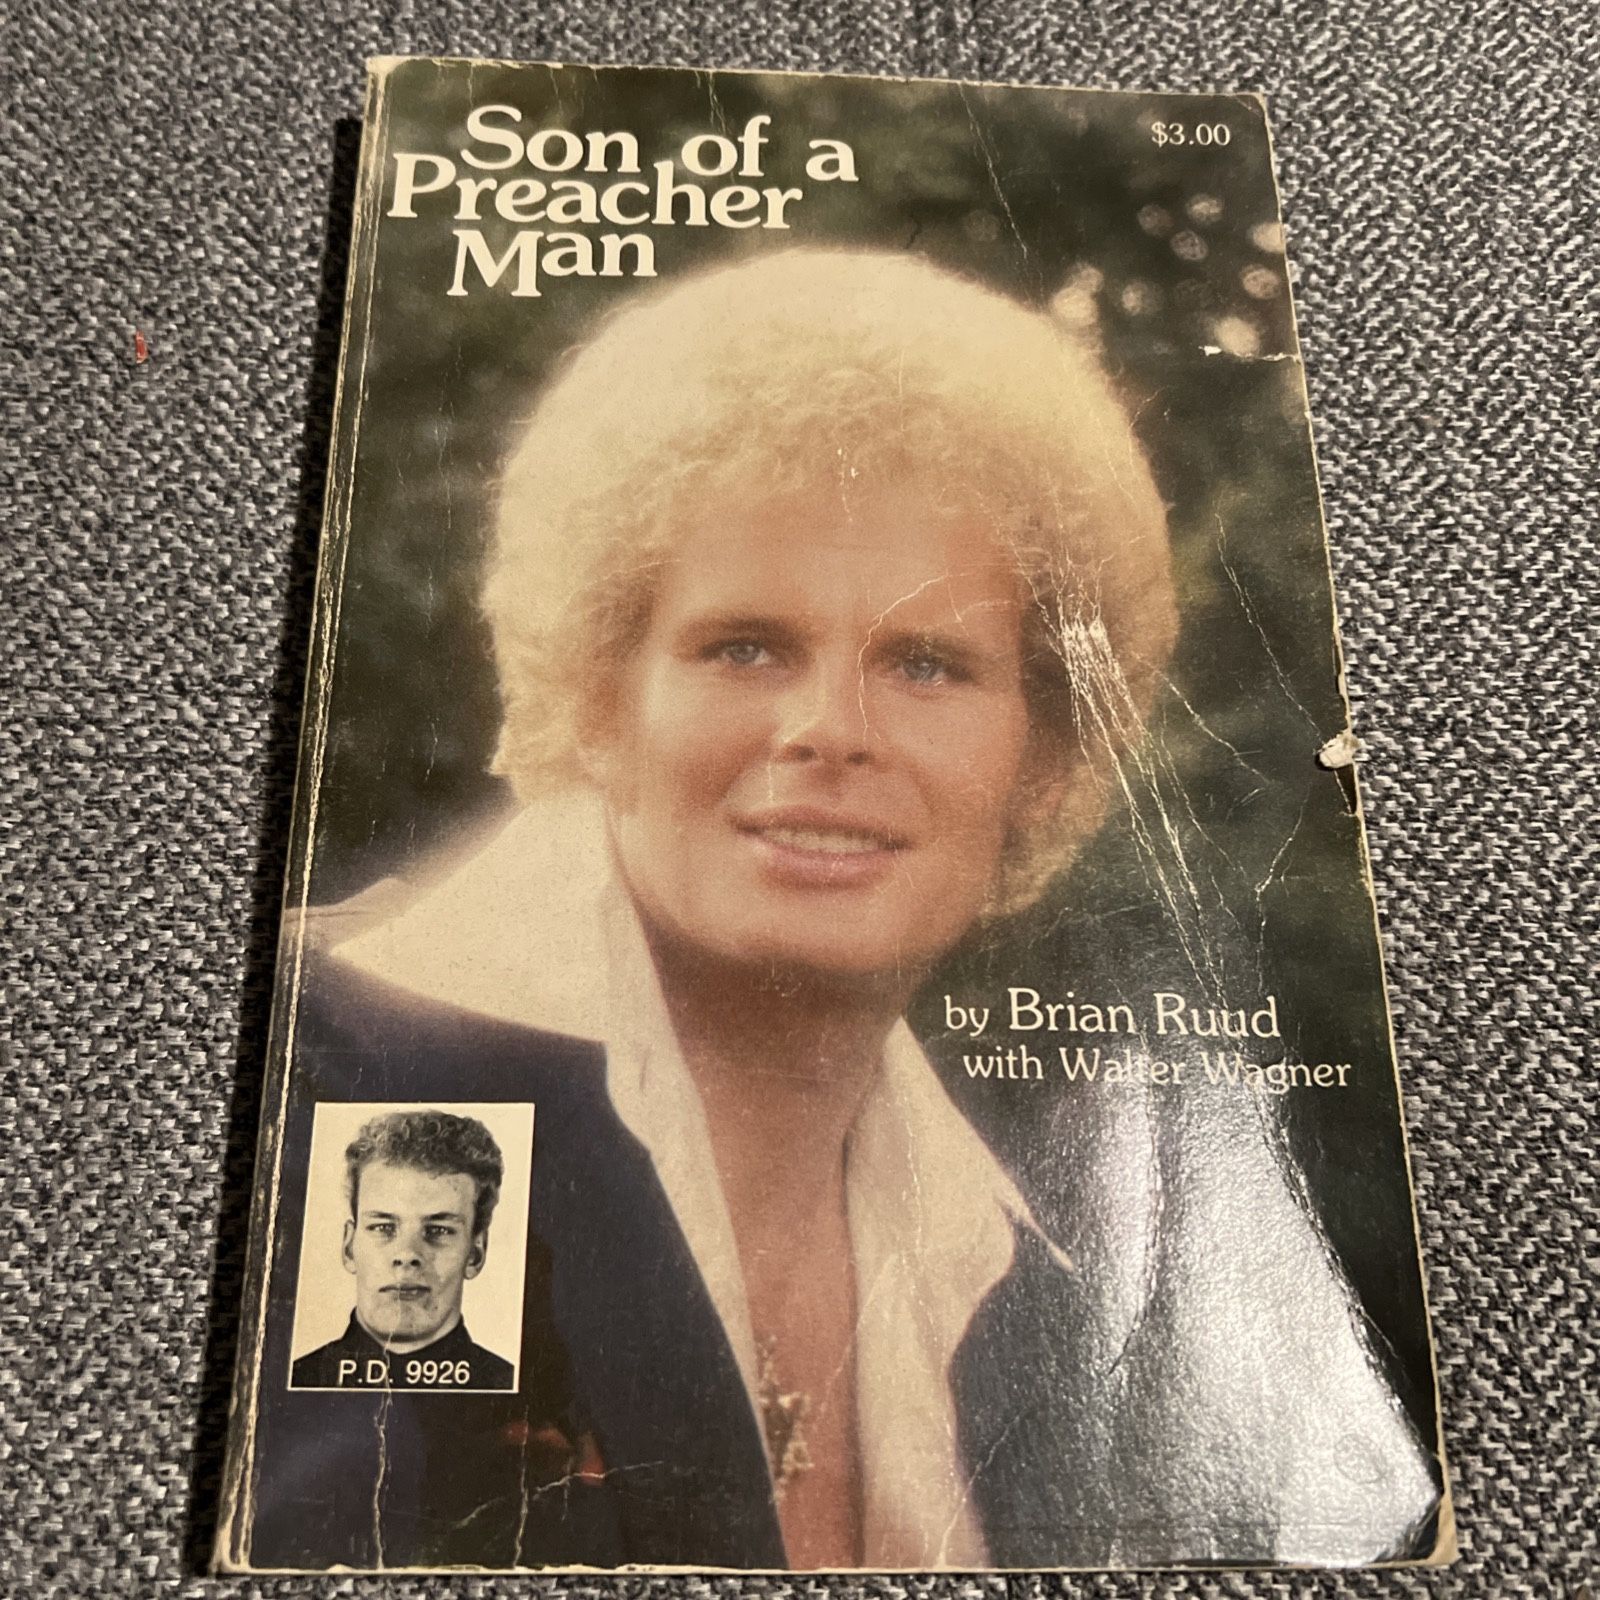 Son of a
Preacher
Man
$3.00
by Brian Ruud
with Walter Wagner
P.D. 9926